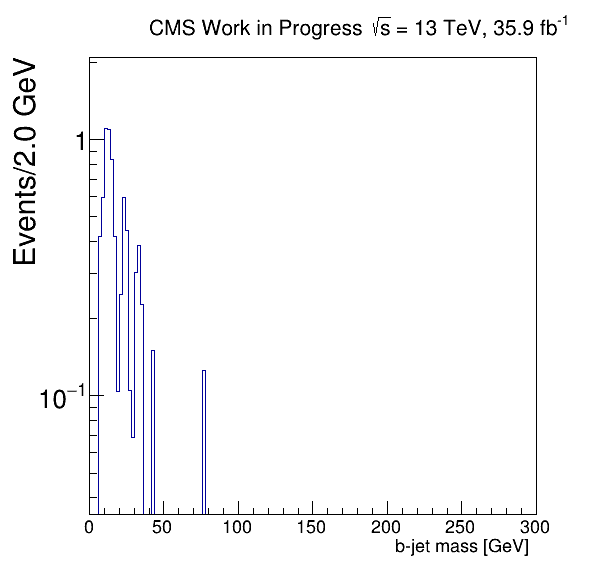 CMS Work in Progress √s = 13 TeV, 35.9 fb⁻¹
Events/2.0 GeV
1
10⁻¹
0 50 100 150 200 250 300
b-jet mass [GeV]